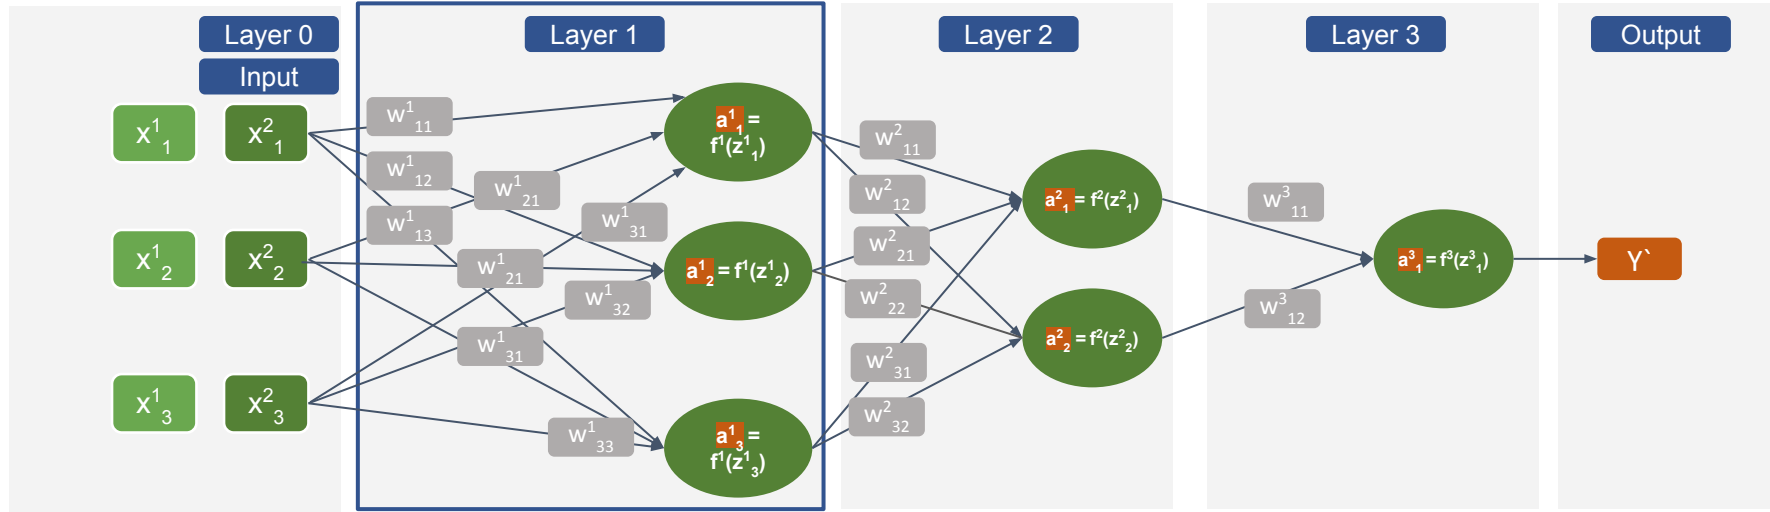 Layer 0
Input
x¹₁
x²₁
x¹₂
x²₂
x¹₃
x²₃
Layer 1
w¹₁₁
w¹₁₂
w¹₁₃
w¹₂₁
w¹₃₁
w¹₂₁
w¹₃₂
w¹₃₁
w¹₃₃
a¹₁ =
f¹(z¹₁)
a¹₂ = f¹(z¹₂)
a¹₃ =
f¹(z¹₃)
Layer 2
w²₁₁
w²₁₂
w²₂₁
w²₂₂
w²₃₁
w²₃₂
a²₁ = f²(z²₁)
a²₂ = f²(z²₂)
Layer 3
w³₁₁
w³₁₂
a³₁ = f³(z³₁)
Output
Y`